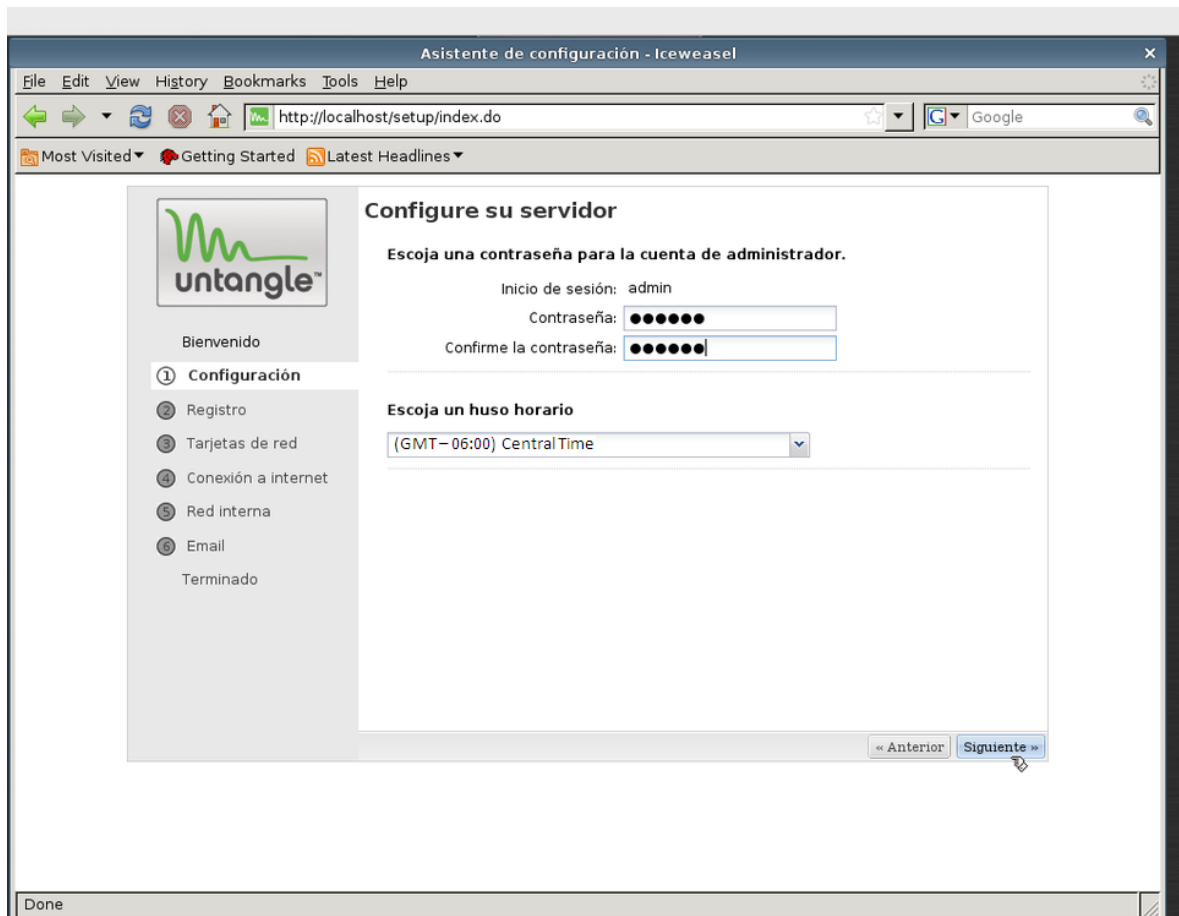 Asistente de configuración - Iceweasel
File Edit View History Bookmarks Tools Help
http://localhost/setup/index.do
G Google
Most Visited Getting Started Latest Headlines
untangle™
Bienvenido
1 Configuración
2 Registro
3 Tarjetas de red
4 Conexión a internet
5 Red interna
6 Email
Terminado
Configure su servidor
Escoja una contraseña para la cuenta de administrador.
Inicio de sesión: admin
Contraseña: ●●●●●●
Confirme la contraseña: ●●●●●●
Escoja un huso horario
(GMT−06:00) Central Time
« Anterior Siguiente »
Done